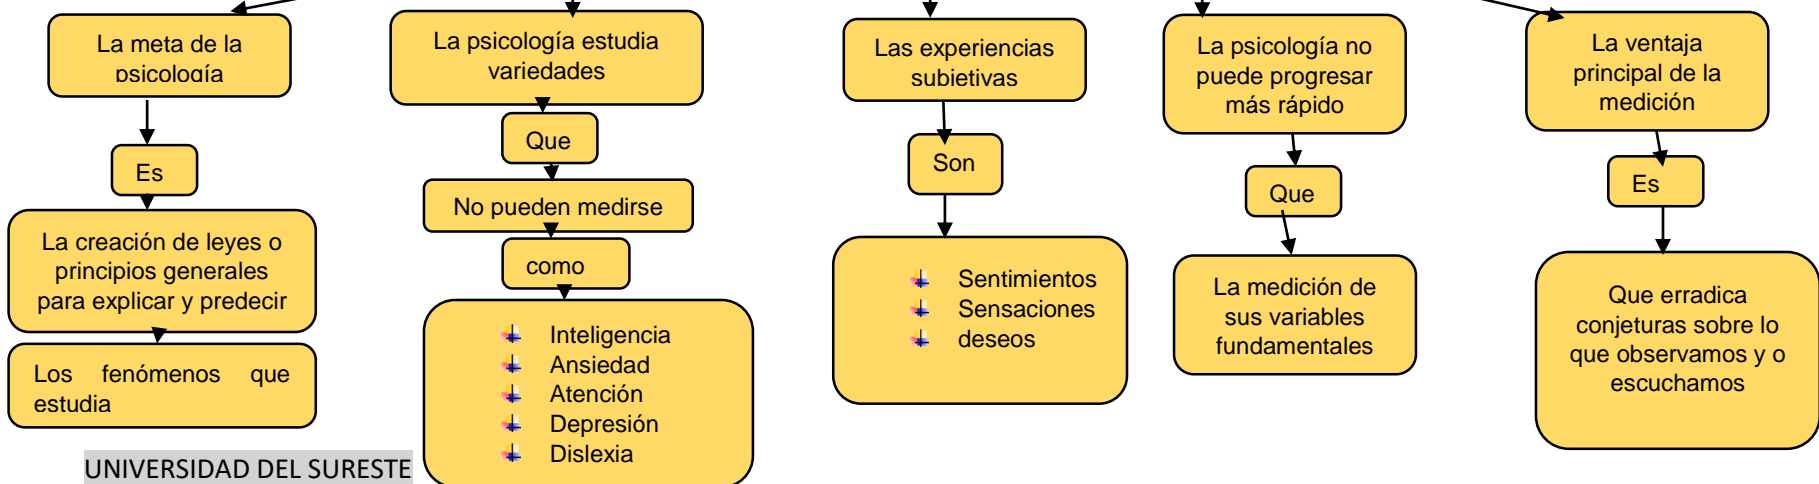 La meta de la
psicología
Es
La creación de leyes o
principios generales
para explicar y predecir
Los fenómenos que
estudia
La psicología estudia
variedades
Que
No pueden medirse
como
Inteligencia
Ansiedad
Atención
Depresión
Dislexia
Las experiencias
subjetivas
Son
Sentimientos
Sensaciones
deseos
La psicología no
puede progresar
más rápido
Que
La medición de
sus variables
fundamentales
La ventaja
principal de la
medición
Es
Que erradica
conjeturas sobre lo
que observamos y o
escuchamos
UNIVERSIDAD DEL SURESTE